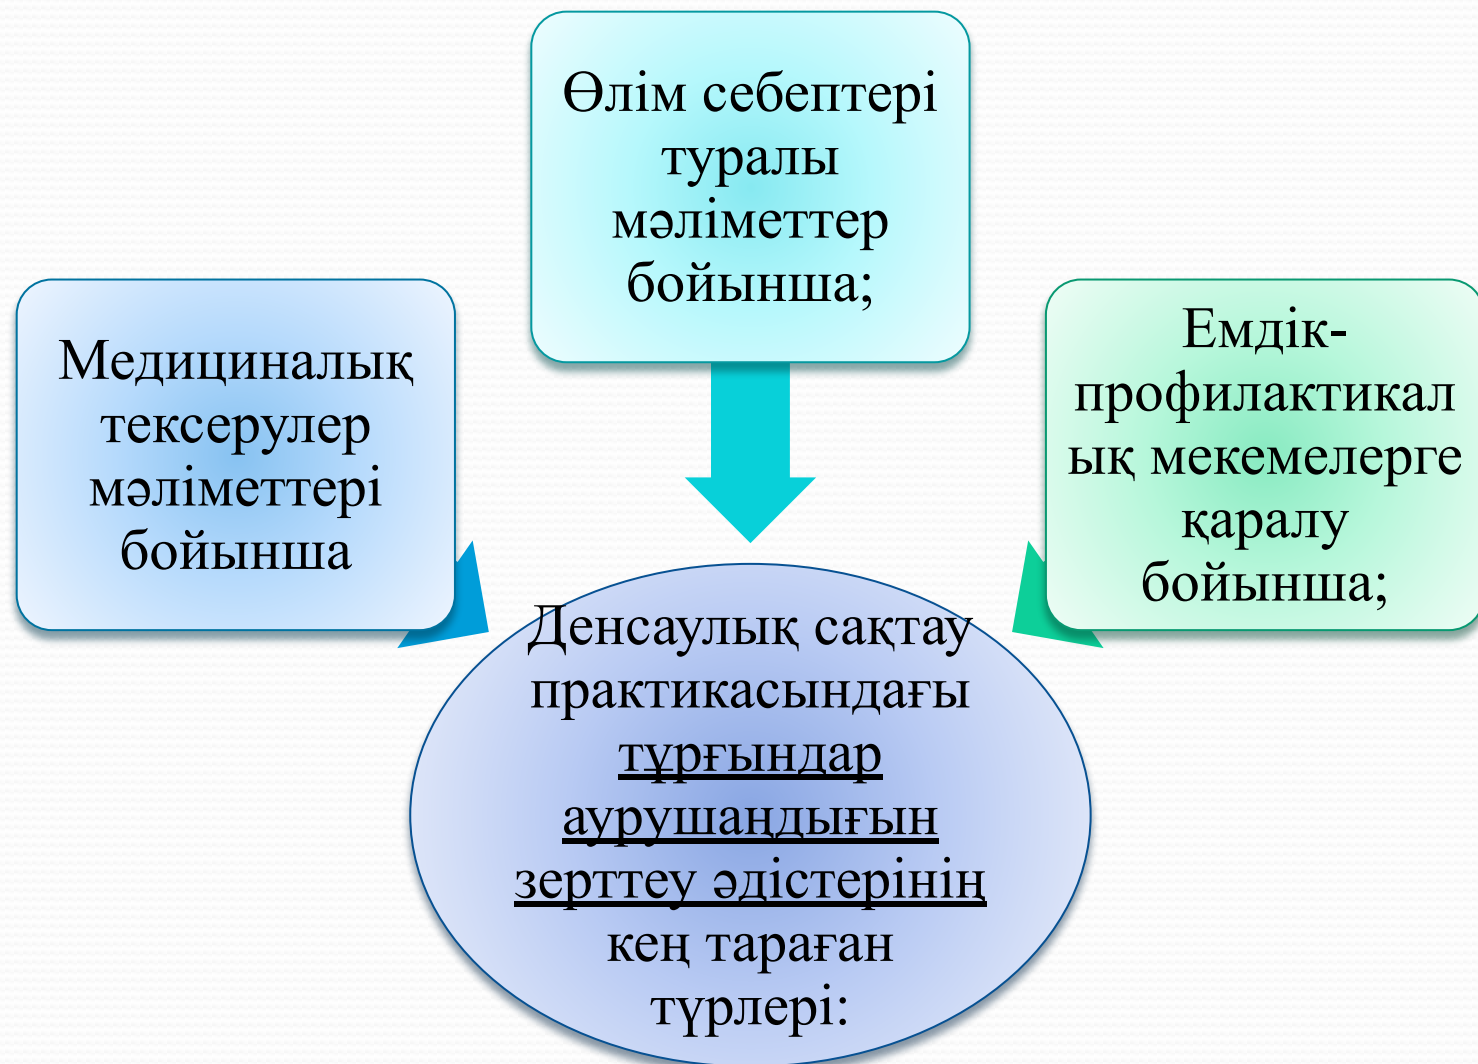 Өлім себептері
туралы
мәліметтер
бойынша;
Медициналық
тексерулер
мәліметтері
бойынша
Емдік-
профилактикал
ық мекемелерге
қаралу
бойынша;
Денсаулық сақтау
практикасындағы
тұрғындар
аурушаңдығын
зерттеу әдістерінің
кең тараған
түрлері: